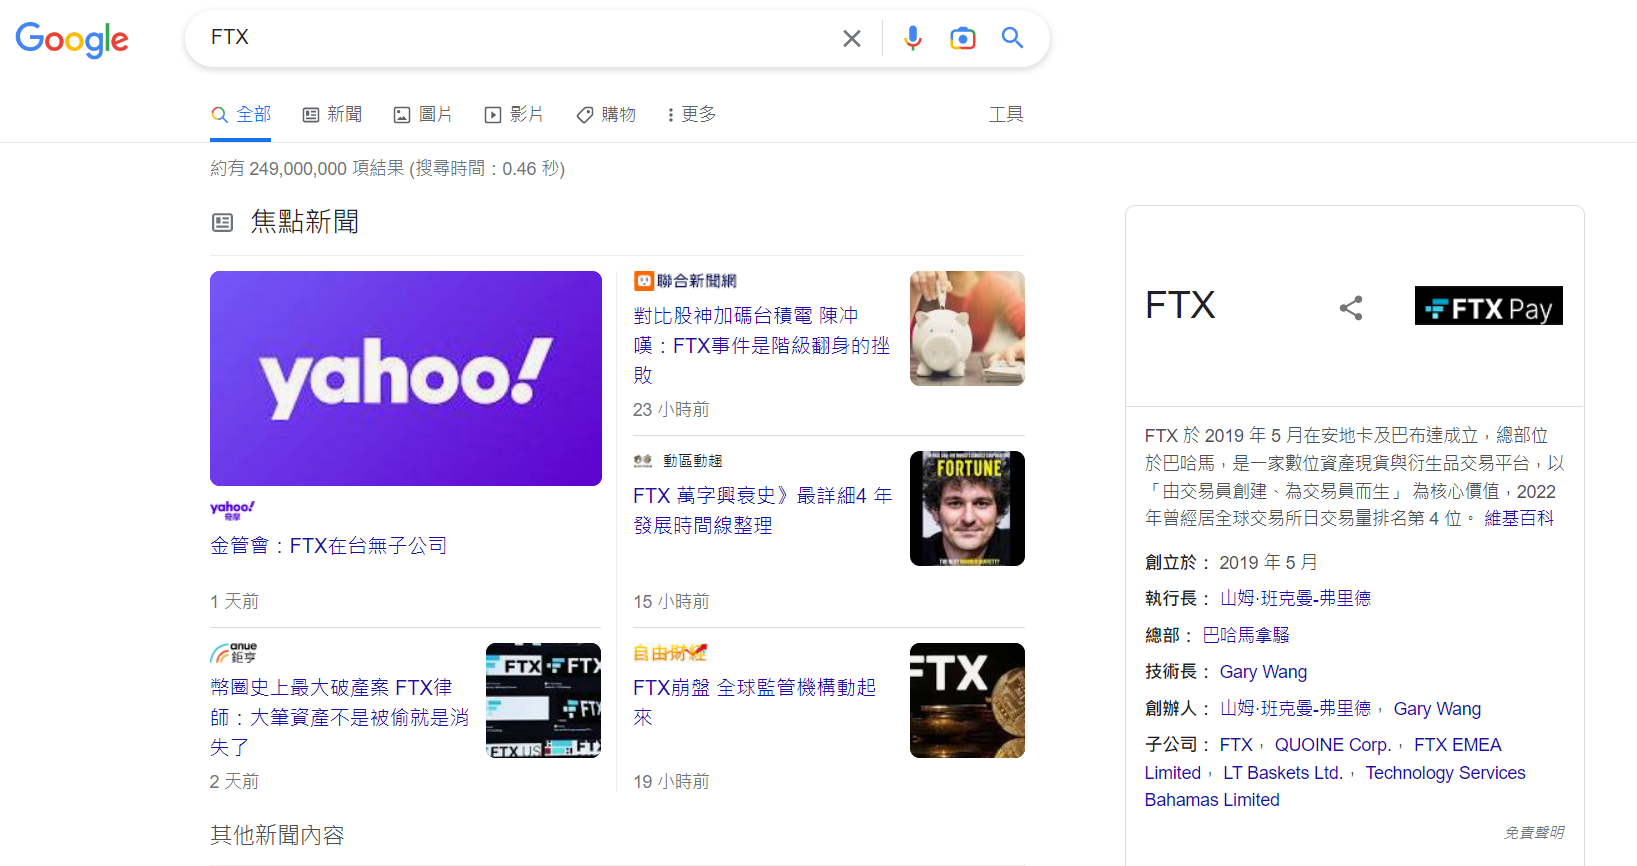 Google
FTX
全部
新聞
圖片
影片
購物
更多
工具
約有 249,000,000 項結果 (搜尋時間：0.46 秒)
焦點新聞
yahoo!
yahoo!
奇摩
金管會：FTX在台無子公司
1 天前
聯合新聞網
對比股神加碼台積電 陳冲
嘆：FTX事件是階級翻身的挫
敗
23 小時前
動區動趨
FTX 萬字興衰史》最詳細4 年
發展時間線整理
FORTUNE
15 小時前
anue
鉅亨
幣圈史上最大破產案 FTX律
師：大筆資產不是被偷就是消
失了
FTX
FTX
FTX
FTX.US
2 天前
自由財經
FTX崩盤 全球監管機構動起
來
FTX
19 小時前
其他新聞內容
FTX
FTX Pay
FTX 於 2019 年 5 月在安地卡及巴布達成立，總部位
於巴哈馬，是一家數位資產現貨與衍生品交易平台，以
「由交易員創建、為交易員而生」 為核心價值，2022
年曾經居全球交易所日交易量排名第 4 位。 維基百科
創立於： 2019 年 5 月
執行長： 山姆·班克曼-弗里德
總部： 巴哈馬拿騷
技術長： Gary Wang
創辦人： 山姆·班克曼-弗里德， Gary Wang
子公司： FTX， QUOINE Corp.， FTX EMEA
Limited， LT Baskets Ltd.， Technology Services
Bahamas Limited
免責聲明